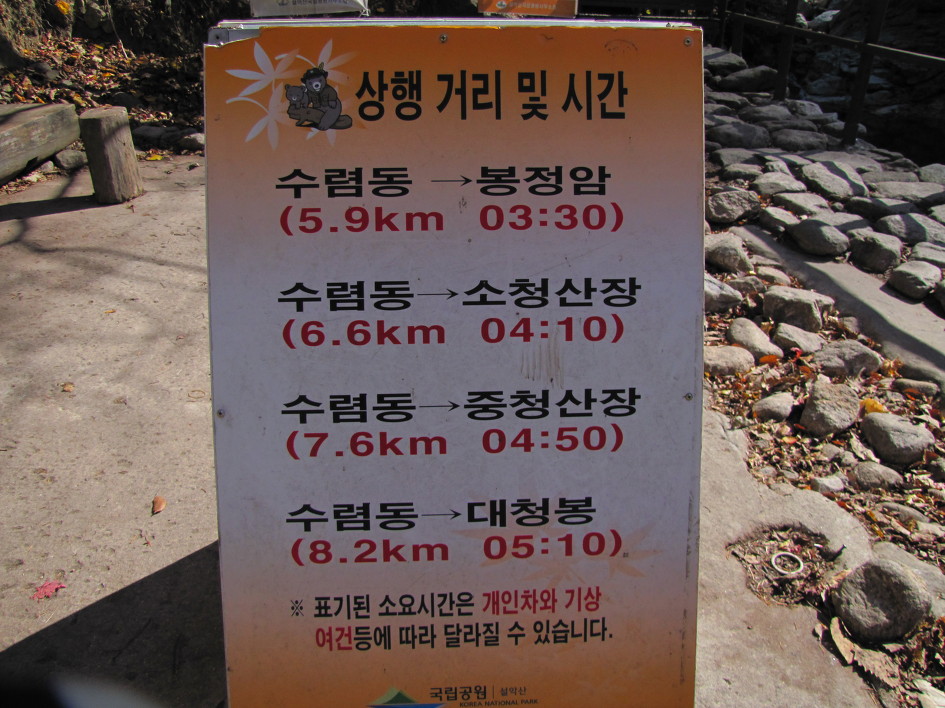 상행 거리 및 시간
수렴동 →봉정암
(5.9km 03:30)
수렴동→소청산장
(6.6km 04:10)
수렴동→중청산장
(7.6km 04:50)
수렴동→대청봉
(8.2km 05:10)
※ 표기된 소요시간은 개인차와 기상
여건등에 따라 달라질 수 있습니다.
국립공원 | 설악산
KOREA NATIONAL PARK